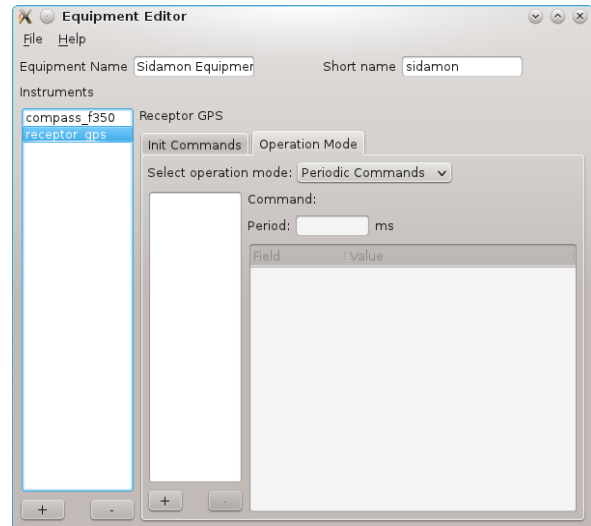 Equipment Editor
File Help
Equipment Name Sidamon Equipmer Short name sidamon
Instruments
compass_f350
receptor_gps
Receptor GPS
Init Commands Operation Mode
Select operation mode: Periodic Commands
Command:
Period: ms
Field Value
+ -
+ -